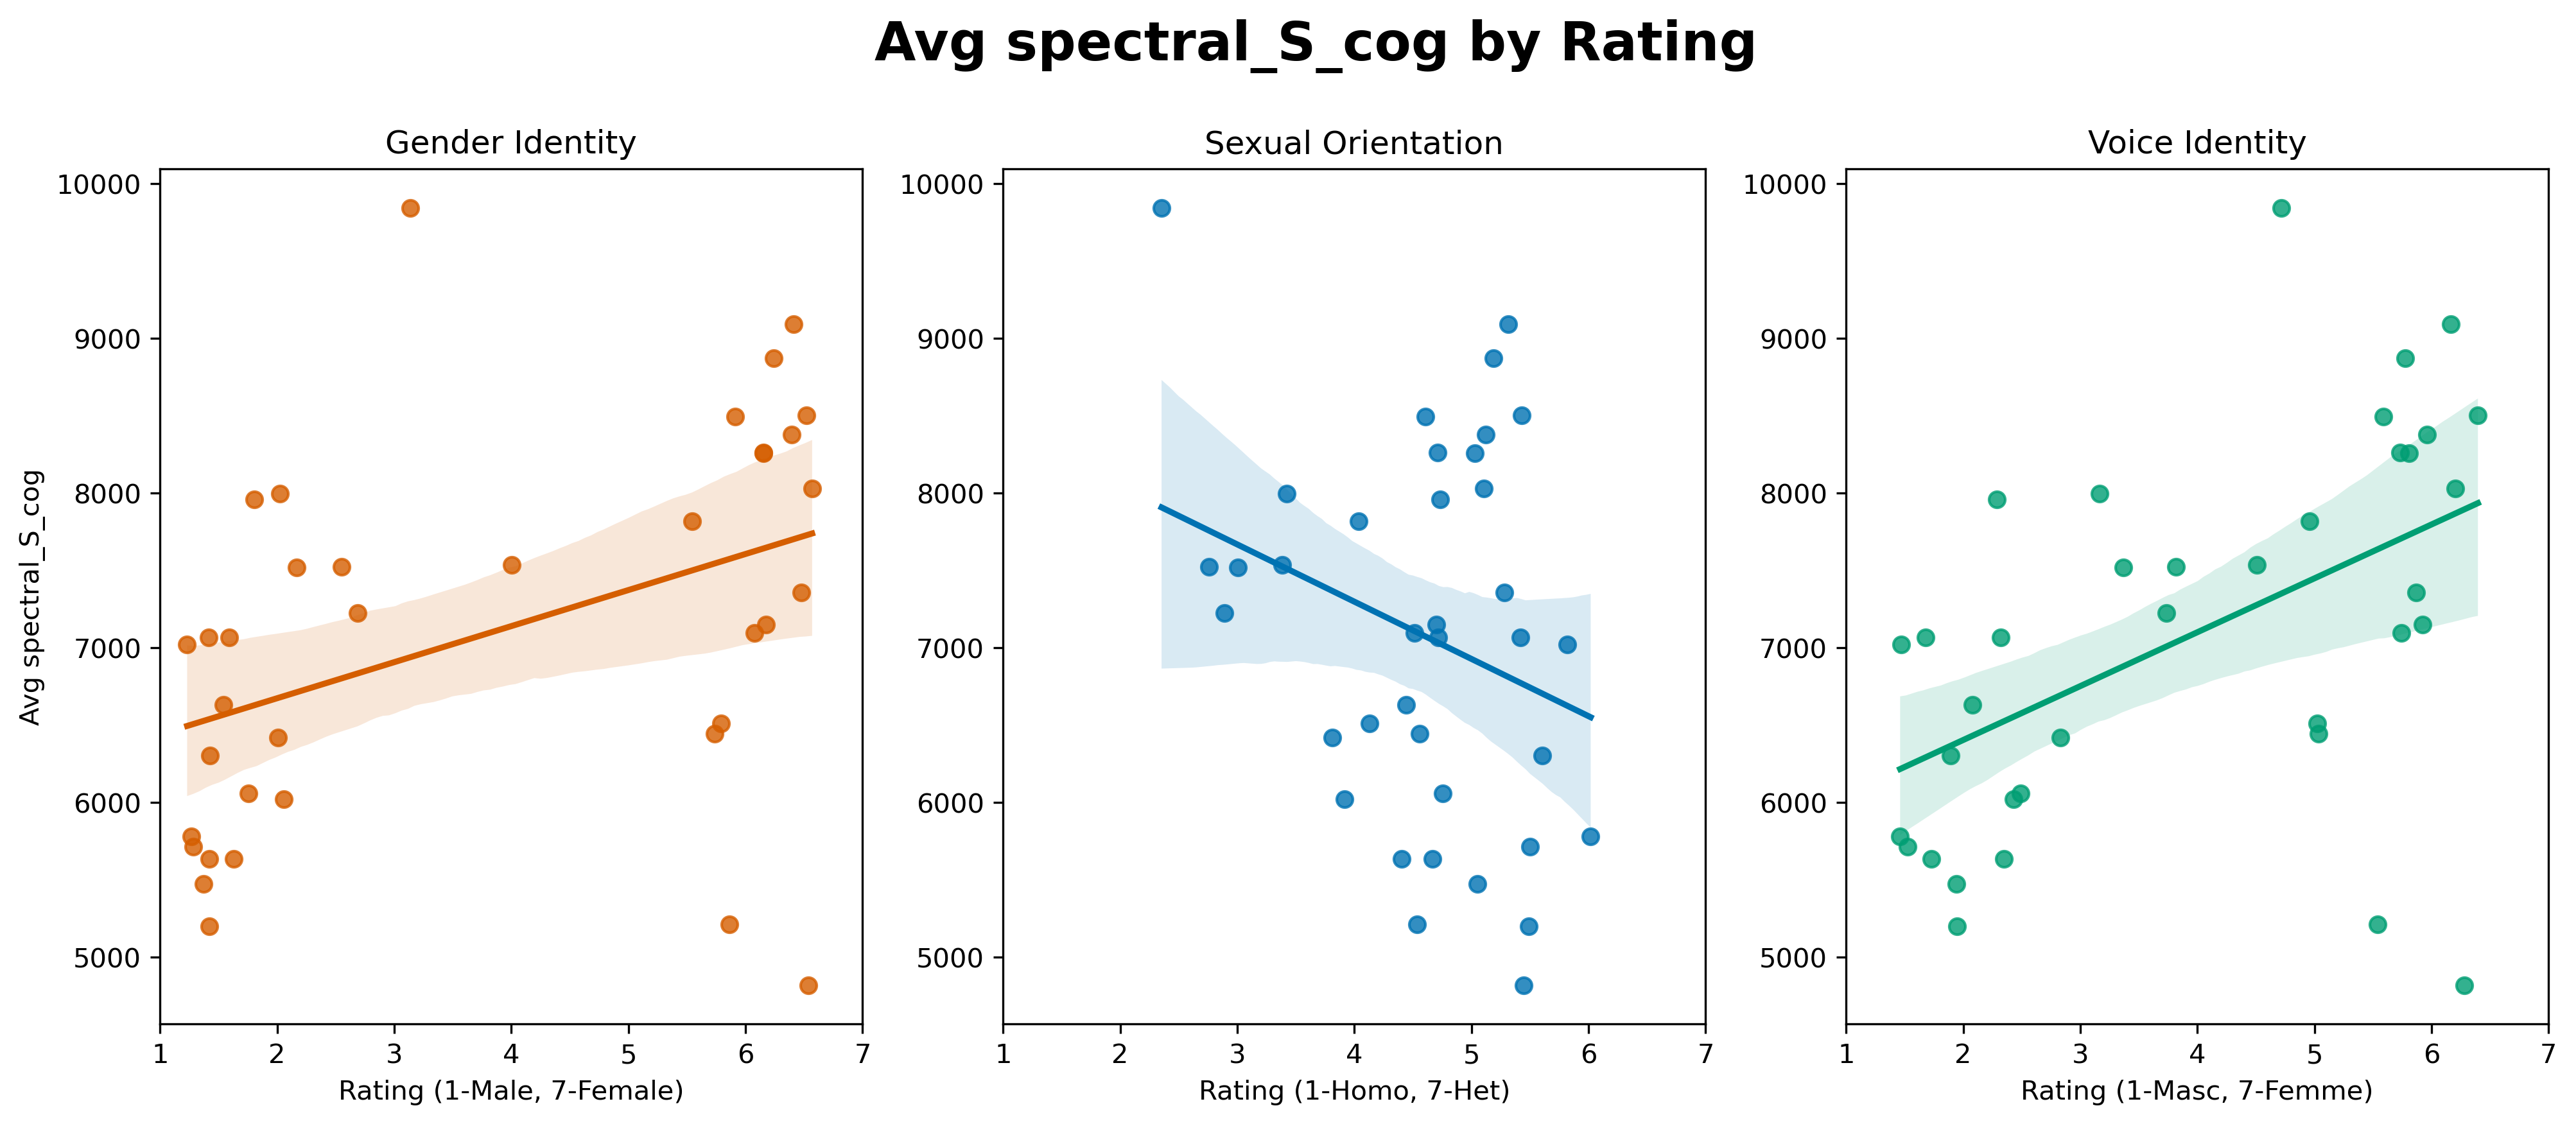 Avg spectral_S_cog by Rating
Gender Identity
Sexual Orientation
Voice Identity
Avg spectral_S_cog
10000
9000
8000
7000
6000
5000
1 2 3 4 5 6 7
Rating (1-Male, 7-Female)
10000
9000
8000
7000
6000
5000
1 2 3 4 5 6 7
Rating (1-Homo, 7-Het)
10000
9000
8000
7000
6000
5000
1 2 3 4 5 6 7
Rating (1-Masc, 7-Femme)